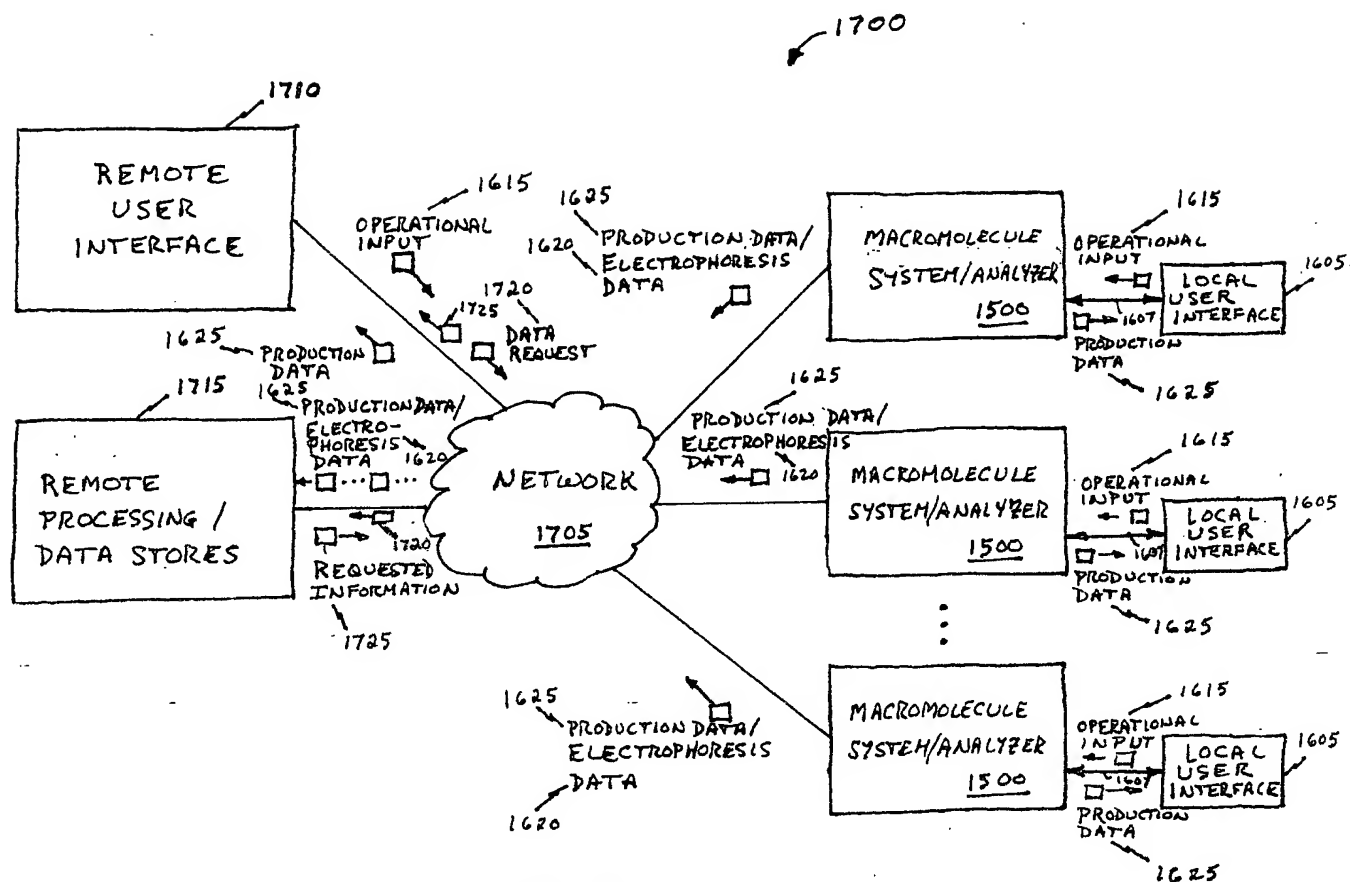 1700
1710
REMOTE
USER
INTERFACE
1615
OPERATIONAL
INPUT
1720
1725
DATA
REQUEST
1625
PRODUCTION
DATA
1715
REMOTE
PROCESSING /
DATA STORES
1625
PRODUCTION DATA/
ELECTRO-
PHORESIS
DATA
1620
1720
REQUESTED
INFORMATION
1725
NETWORK
1705
1625
PRODUCTION DATA/
1620
ELECTROPHORESIS
DATA
MACROMOLECULE
SYSTEM/ANALYZER
1500
1615
OPERATIONAL
INPUT
1607
PRODUCTION
DATA
1625
LOCAL
USER
INTERFACE
1605
1625
PRODUCTION DATA/
ELECTROPHORESIS
DATA
1620
MACROMOLECULE
SYSTEM/ANALYZER
1500
1615
OPERATIONAL
INPUT
1607
PRODUCTION
DATA
1625
LOCAL
USER
INTERFACE
1605
1625
PRODUCTION DATA/
ELECTROPHORESIS
DATA
1620
MACROMOLECULE
SYSTEM/ANALYZER
1500
1615
OPERATIONAL
INPUT
1607
PRODUCTION
DATA
1625
LOCAL
USER
INTERFACE
1605